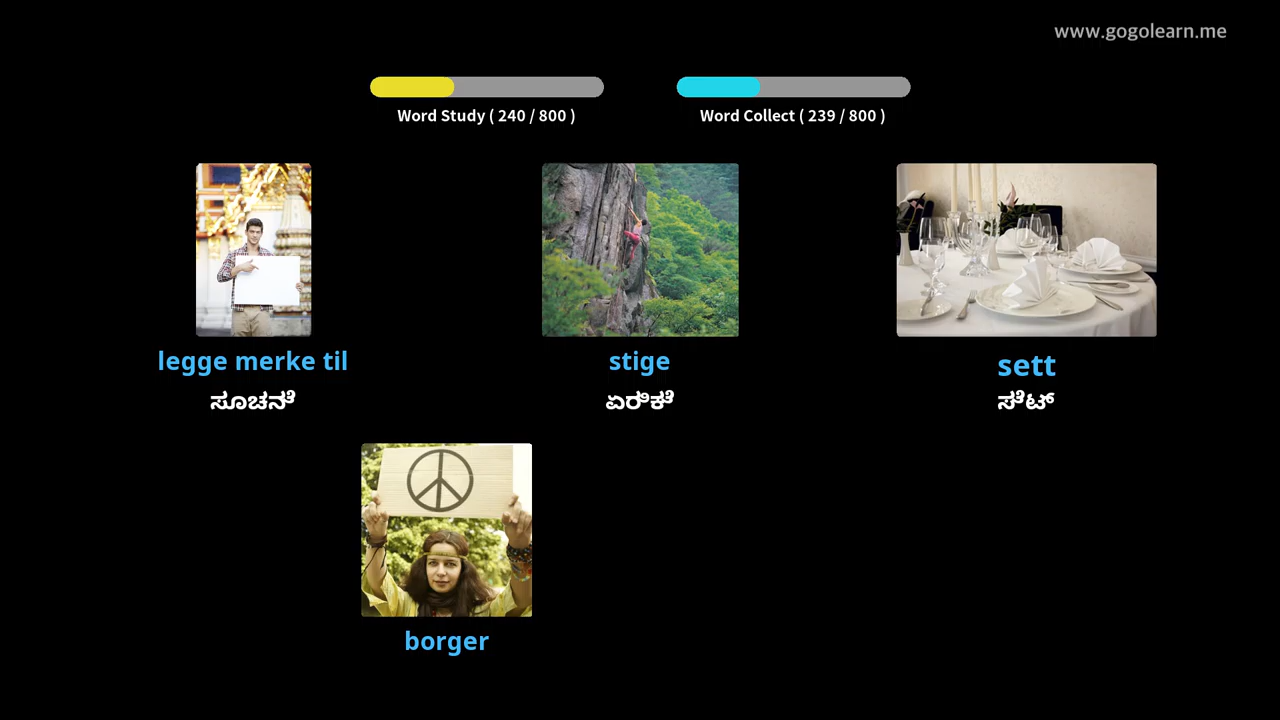 www.gogolearn.me
Word Study ( 240 / 800 )
Word Collect ( 239 / 800 )
legge merke til
ಸೂಚನೆ
stige
ಏರಿಕೆ
sett
ಸೆಟ್
borger